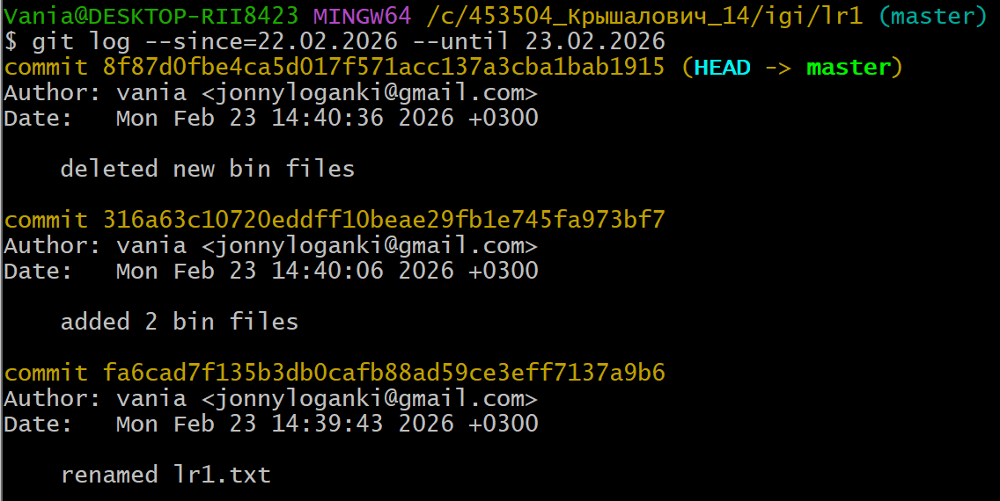 Vania@DESKTOP-RII8423 MINGW64 /c/453504_Крышалович_14/igi/lr1 (master)
$ git log --since=22.02.2026 --until 23.02.2026
commit 8f87d0fbe4ca5d017f571acc137a3cba1bab1915 (HEAD -> master)
Author: vania <jonnyloganki@gmail.com>
Date:   Mon Feb 23 14:40:36 2026 +0300
    deleted new bin files
commit 316a63c10720eddff10beae29fb1e745fa973bf7
Author: vania <jonnyloganki@gmail.com>
Date:   Mon Feb 23 14:40:06 2026 +0300
    added 2 bin files
commit fa6cad7f135b3db0cafb88ad59ce3eff7137a9b6
Author: vania <jonnyloganki@gmail.com>
Date:   Mon Feb 23 14:39:43 2026 +0300
    renamed lr1.txt